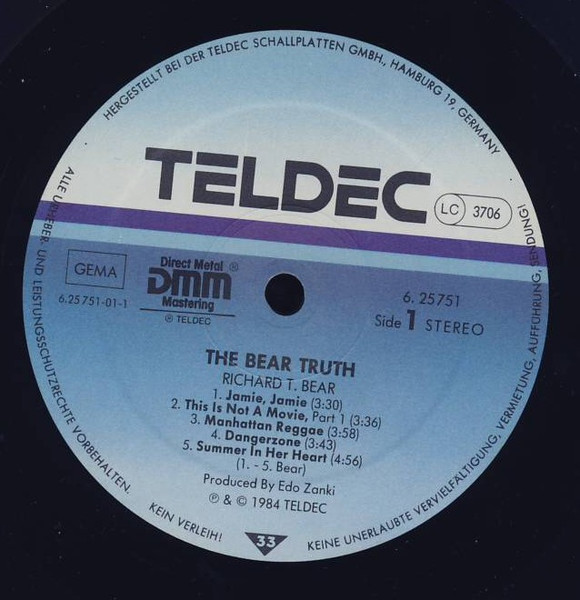 HERGESTELLT BEI DER TELDEC SCHALLPLATTEN GMBH., HAMBURG 19, GERMANY
TELDEC
LC 3706
GEMA
6.25751-01-1
Direct Metal ®
DMM
Mastering
℗ TELDEC
6.25751
Side 1 STEREO
THE BEAR TRUTH
RICHARD T. BEAR
1. Jamie, Jamie (3:30)
2. This Is Not A Movie, Part 1 (3:36)
3. Manhattan Reggae (3:58)
4. Dangerzone (3:43)
5. Summer In Her Heart (4:56)
(1. - 5. Bear)
Produced By Edo Zanki
℗ & © 1984 TELDEC
33
ALLE URHEBER- UND LEISTUNGSSCHUTZRECHTE VORBEHALTEN.
KEIN VERLEIH!
KEINE UNERLAUBTE VERVIELFÄLTIGUNG, VERMIETUNG, AUFFÜHRUNG, SENDUNG!